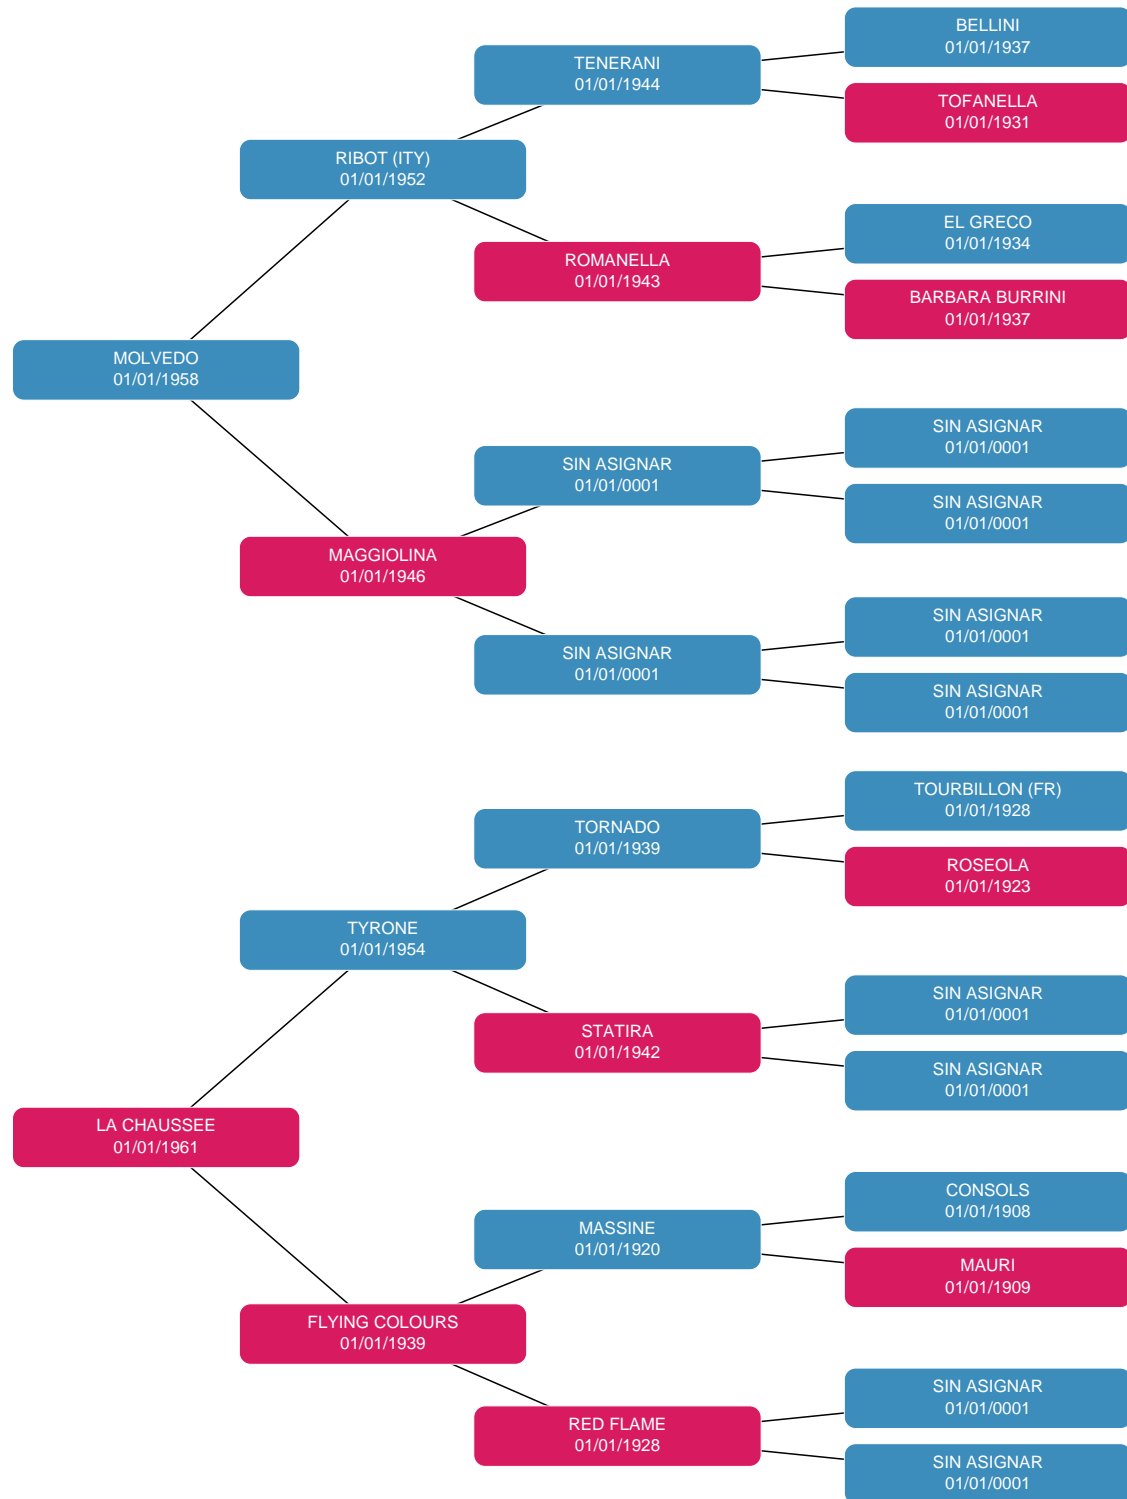 BELLINI
01/01/1937
TENERANI
01/01/1944
TOFANELLA
01/01/1931
RIBOT (ITY)
01/01/1952
EL GRECO
01/01/1934
ROMANELLA
01/01/1943
BARBARA BURRINI
01/01/1937
MOLVEDO
01/01/1958
SIN ASIGNAR
01/01/0001
SIN ASIGNAR
01/01/0001
SIN ASIGNAR
01/01/0001
MAGGIOLINA
01/01/1946
SIN ASIGNAR
01/01/0001
SIN ASIGNAR
01/01/0001
SIN ASIGNAR
01/01/0001
TOURBILLON (FR)
01/01/1928
TORNADO
01/01/1939
ROSEOLA
01/01/1923
TYRONE
01/01/1954
SIN ASIGNAR
01/01/0001
STATIRA
01/01/1942
SIN ASIGNAR
01/01/0001
LA CHAUSSEE
01/01/1961
CONSOLS
01/01/1908
MASSINE
01/01/1920
MAURI
01/01/1909
FLYING COLOURS
01/01/1939
SIN ASIGNAR
01/01/0001
RED FLAME
01/01/1928
SIN ASIGNAR
01/01/0001